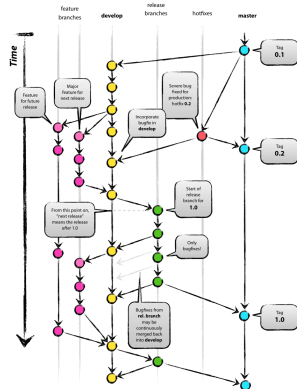 feature
branches
develop
release
branches
hotfixes
master
Time
Tag
0.1
Feature
for future
release
Major
feature for
next release
Severe bug
fixed for
production:
hotfix 0.2
Incorporate
bugfix in
develop
Tag
0.2
Start of
release
branch for
1.0
From this point on,
"next release"
means the release
after 1.0
Only
bugfixes!
Bugfixes from
rel. branch
may be
continuously
merged back
into develop
Tag
1.0